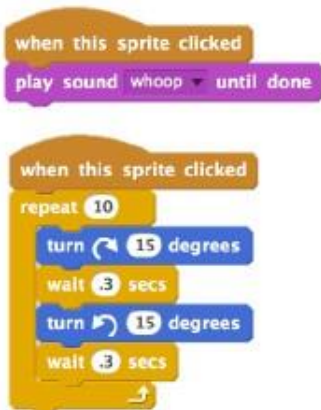 when this sprite clicked
play sound whoop until done
when this sprite clicked
repeat 10
turn 15 degrees
wait .3 secs
turn 15 degrees
wait .3 secs